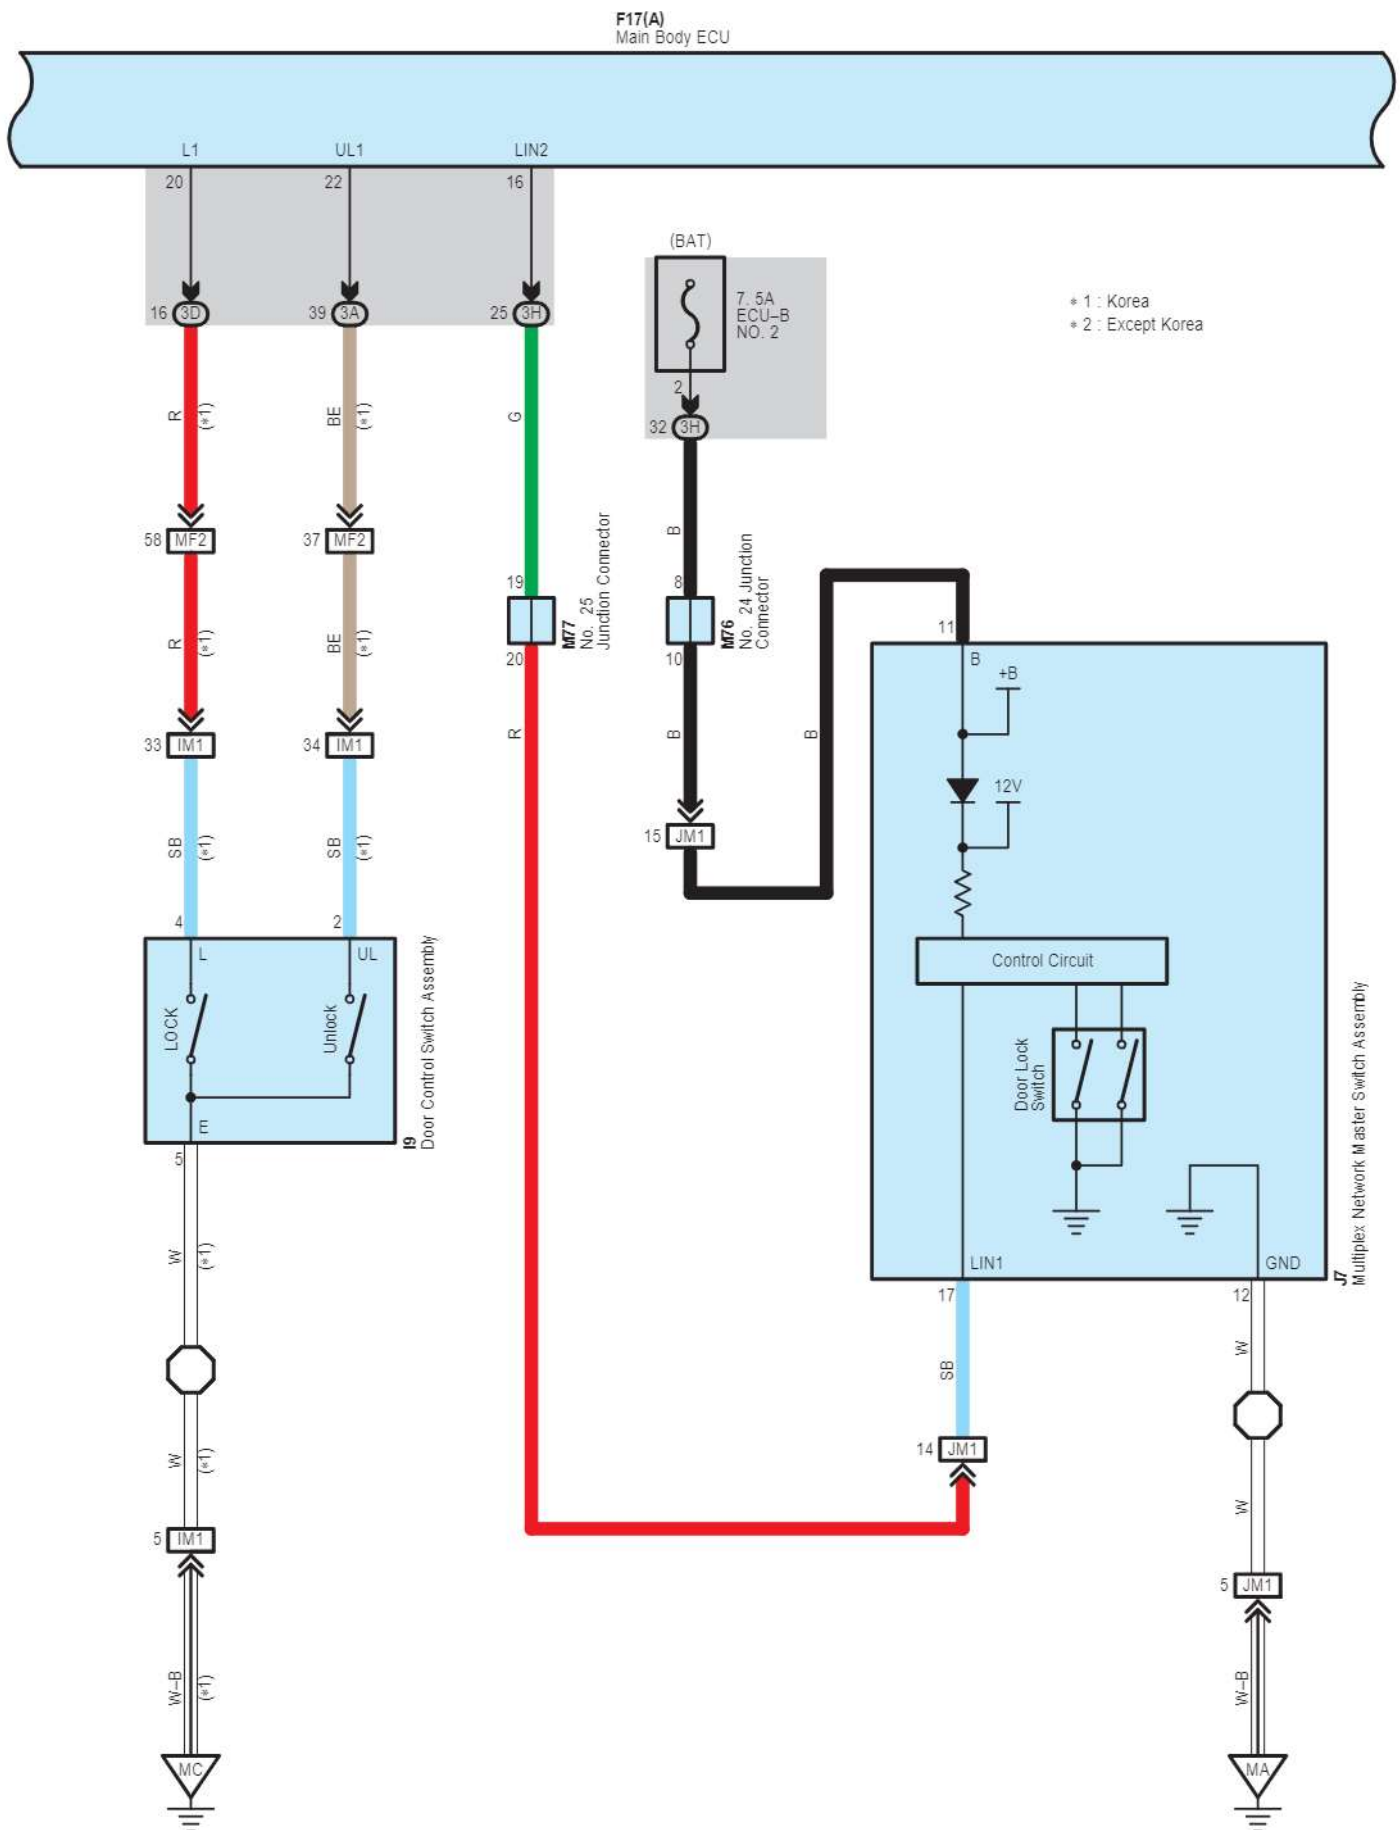 F17(A)
Main Body ECU
L1
UL1
LIN2
20
22
16
(BAT)
7. 5A
ECU–B
NO. 2
∗ 1 : Korea
∗ 2 : Except Korea
16 3D
39 3A
25 3H
2
32 3H
R
(∗1)
BE
(∗1)
G
B
58 MF2
37 MF2
19
M77
No. 25
Junction Connector
20
8
M76
No. 24 Junction
Connector
10
11
B
+B
R
(∗1)
BE
(∗1)
R
B
B
33 IM1
34 IM1
12V
15 JM1
SB
(∗1)
SB
(∗1)
4
2
L
UL
Control Circuit
LOCK
Unlock
I9
Door Control Switch Assembly
Door Lock
Switch
E
5
J7
Multiplex Network Master Switch Assembly
LIN1
GND
17
12
W
(∗1)
SB
W
W
(∗1)
14 JM1
W
5 IM1
5 JM1
W–B
(∗1)
W–B
MC
MA